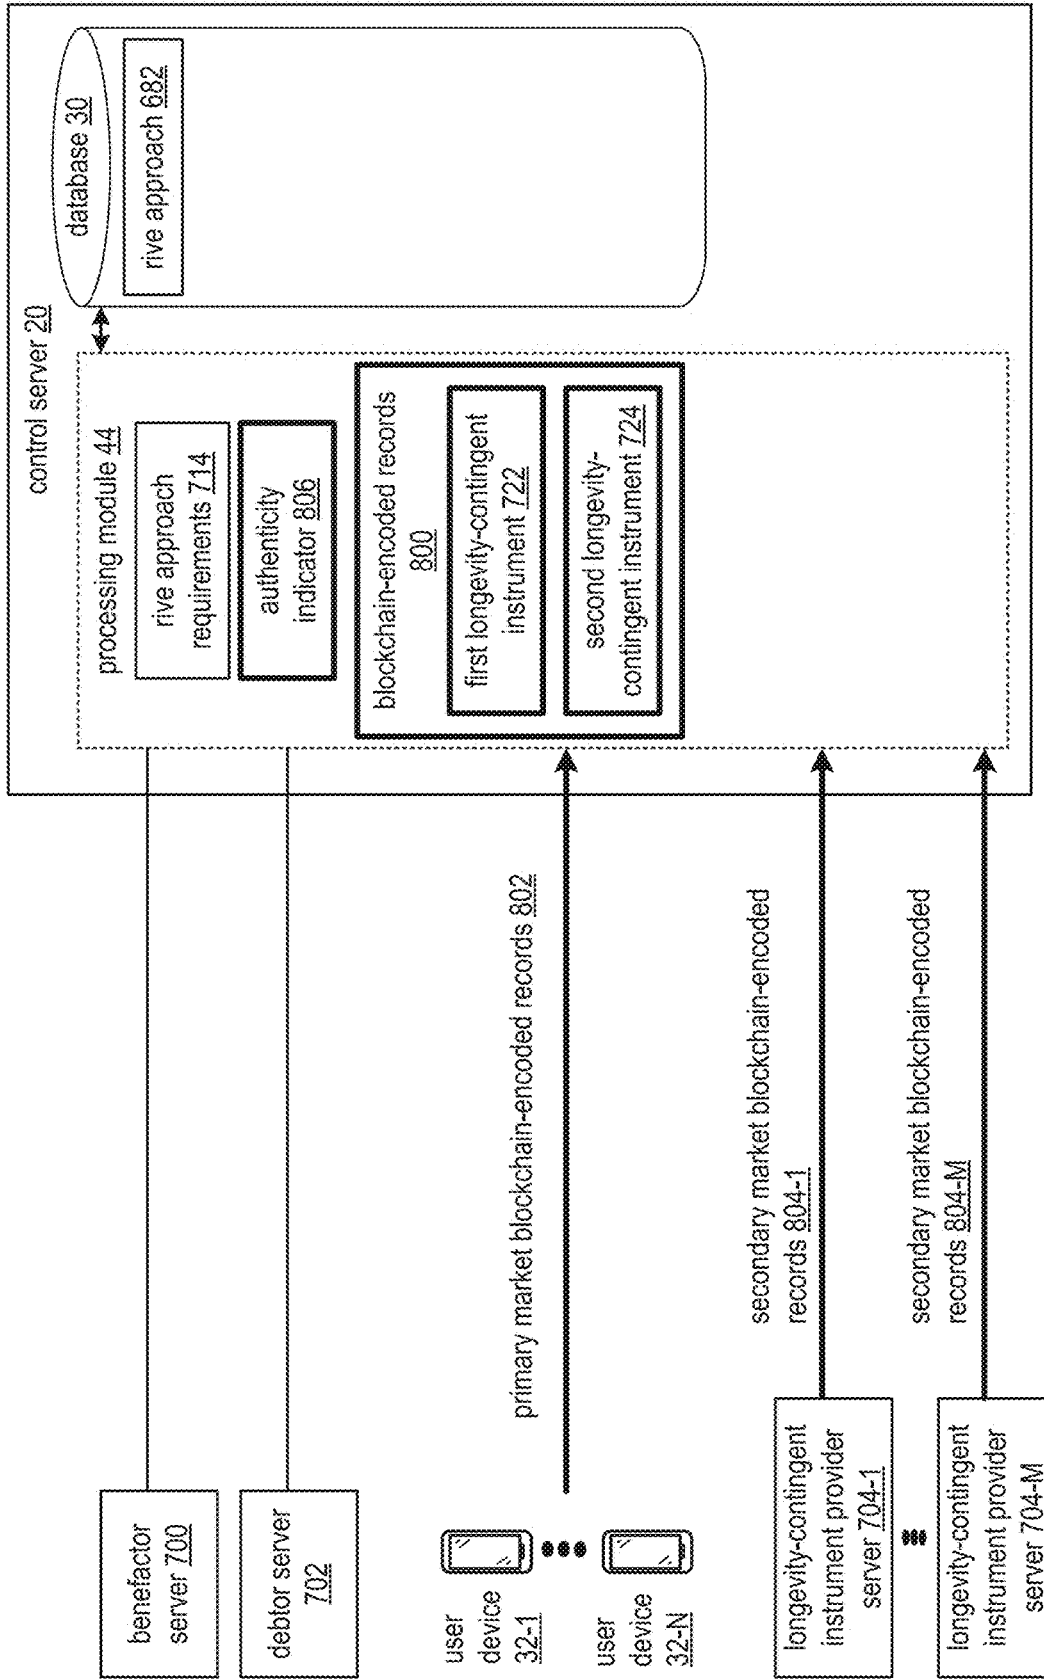 control server 20
processing module 44
rive approach
requirements 714
authenticity
indicator 806
blockchain-encoded records
800
first longevity-contingent
instrument 722
second longevity-
contingent instrument 724
database 30
rive approach 682
benefactor
server 700
debtor server
702
user
device
32-1
user
device
32-N
primary market blockchain-encoded records 802
longevity-contingent
instrument provider
server 704-1
secondary market blockchain-encoded
records 804-1
longevity-contingent
instrument provider
server 704-M
secondary market blockchain-encoded
records 804-M